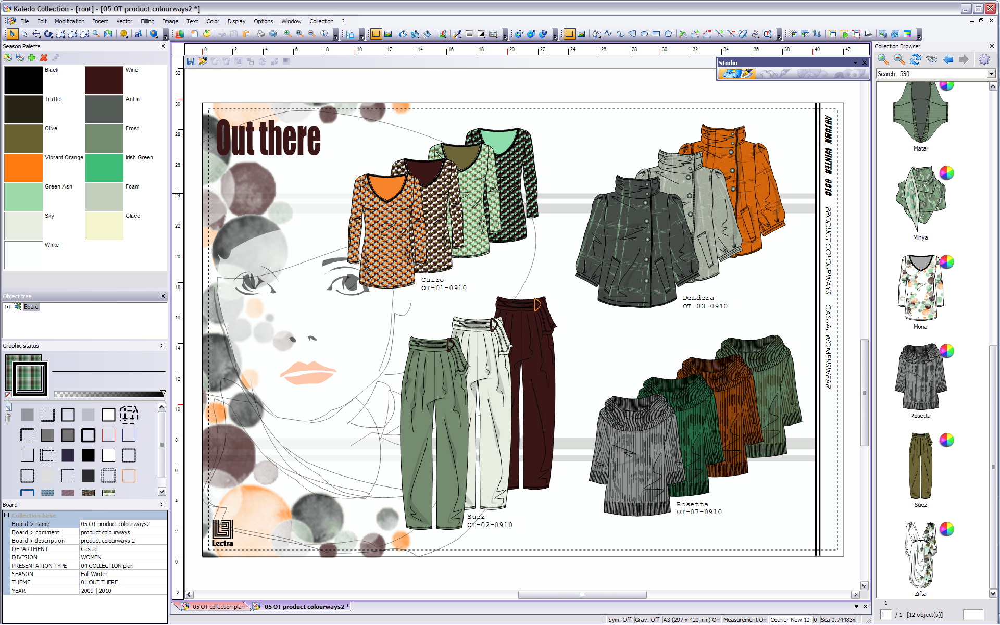 Kaledo Collection - [root] - [05 OT product colourways2 *]
File Edit Modification Insert Vector Filling Image Text Color Display Options Window Collection ?
Season Palette
Black Wine
Truffel Antra
Olive Frost
Vibrant Orange Irish Green
Green Ash Foam
Sky Glace
White
Object tree
Board
Graphic status
Board
Collection base
Board > name 05 OT product colourways2
Board > comment product colourways
Board > description product colourways 2
DEPARTMENT Casual
DIVISION WOMEN
PRESENTATION TYPE 04 COLLECTION plan
SEASON Fall Winter
THEME 01 OUT THERE
YEAR 2009 | 2010
0 2 4 6 8 10 12 14 16 18 20 22 24 26 28 30 32 34 36 38 40 42
32
30
28
26
24
22
20
18
16
14
12
10
8
6
4
2
0
-2
Studio
Out there
Cairo
OT-01-0910
Dendera
OT-03-0910
Suez
OT-02-0910
Rosetta
OT-07-0910
Lectra
AUTUMN_WINTER_0910 PRODUCT COLOURWAYS CASUAL WOMENSWEAR
05 OT collection plan
05 OT product colourways2 *
Collection Browser
Search...590
Matai
Minya
Mona
Rosetta
Suez
Zifta
1
1 / 1 [12 object(s)]
Sym. Off Grav. Off A3 (297 x 420 mm) On Measurement On Courier-New 10 0 Sca 0.74483x